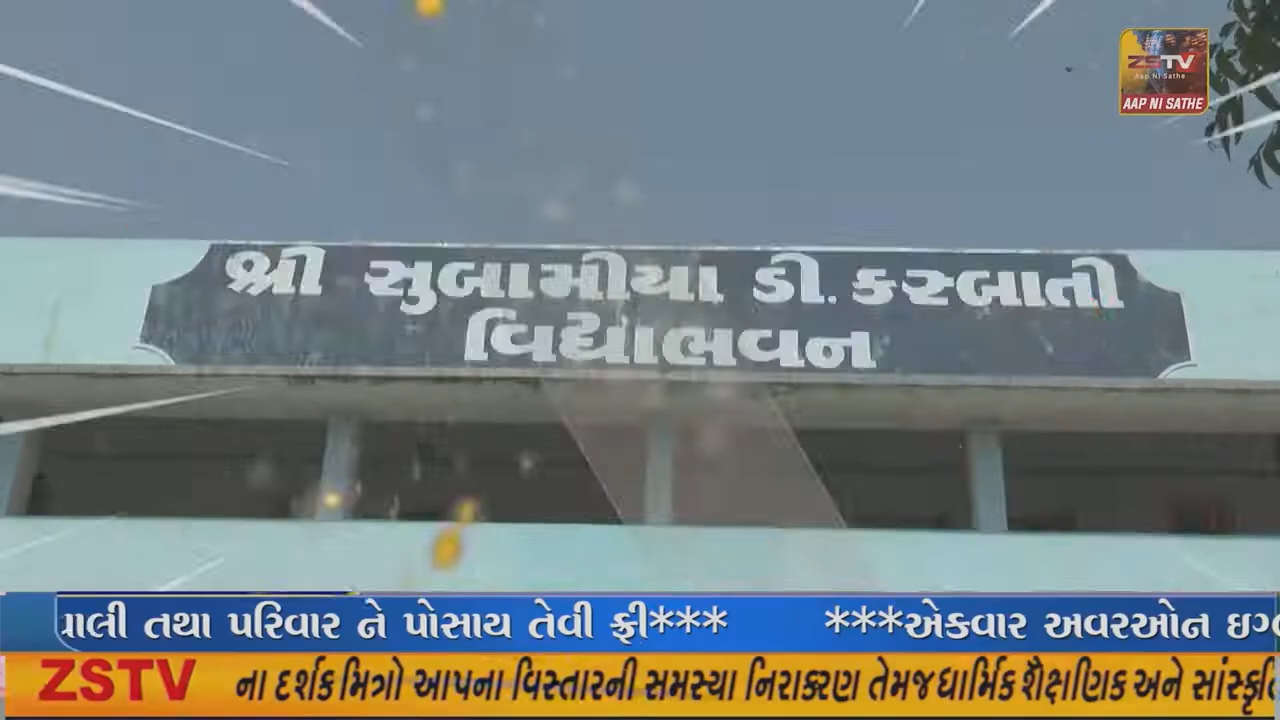 ZSTV
Aap Ni Sathe
AAP NI SATHE
શ્રી સુબામીયા ડી. કરબાતી
વિદ્યાભવન
તથા પરિવાર ને પોસાય તેવી ફ્રી*** ***એકવાર અવરઓન
ZSTV ના દર્શક મિત્રો આપના વિસ્તારની સમસ્યા નિરાકરણ તેમજ ધાર્મિક શૈક્ષણિક અને